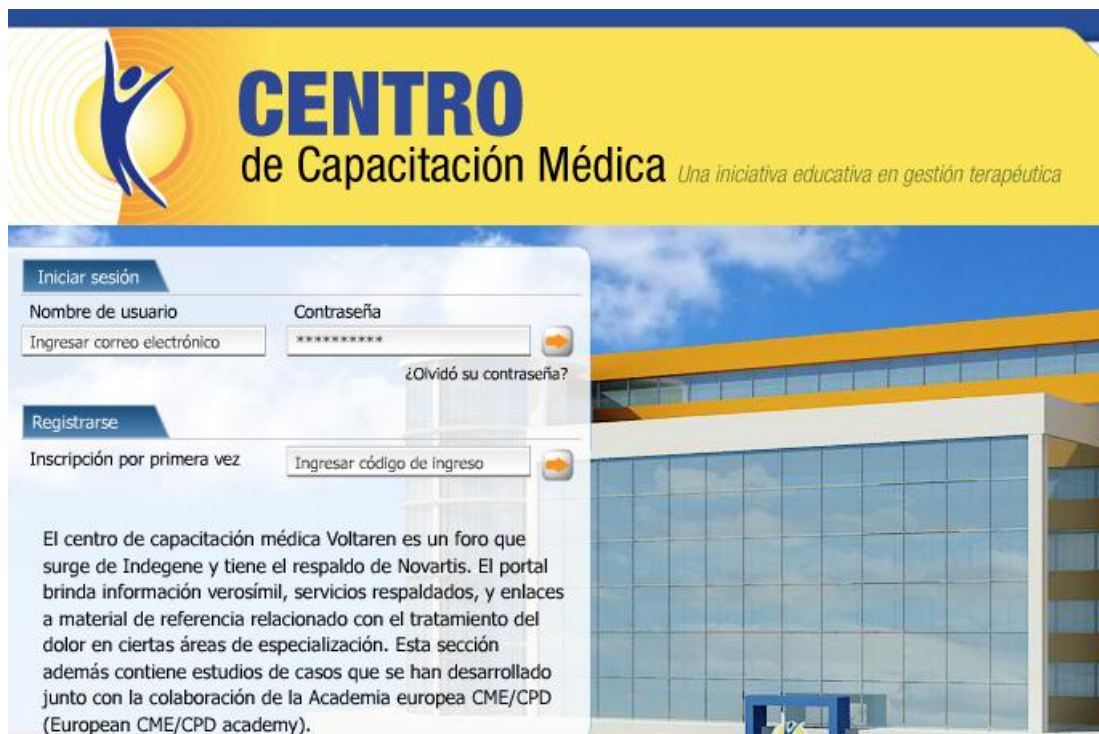 CENTRO
de Capacitación Médica Una iniciativa educativa en gestión terapéutica
Iniciar sesión
Nombre de usuario Contraseña
Ingresar correo electrónico **********
¿Olvidó su contraseña?
Registrarse
Inscripción por primera vez Ingresar código de ingreso
El centro de capacitación médica Voltaren es un foro que
surge de Indegene y tiene el respaldo de Novartis. El portal
brinda información verosímil, servicios respaldados, y enlaces
a material de referencia relacionado con el tratamiento del
dolor en ciertas áreas de especialización. Esta sección
además contiene estudios de casos que se han desarrollado
junto con la colaboración de la Academia europea CME/CPD
(European CME/CPD academy).